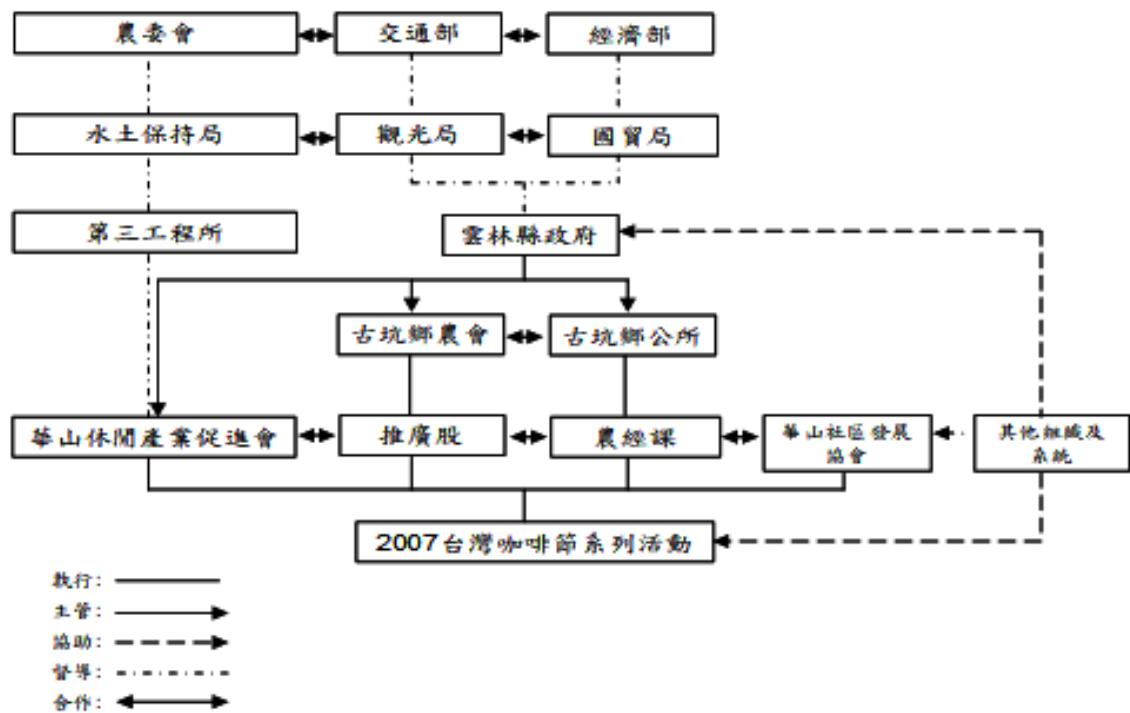 農委會
交通部
經濟部
水土保持局
觀光局
國貿局
第三工程所
雲林縣政府
古坑鄉農會
古坑鄉公所
華山休閒產業促進會
推廣股
農經課
華山社區發展
協會
其他組織及
系統
2007台灣咖啡節系列活動
執行：
主管：
協助：
督導：
合作：